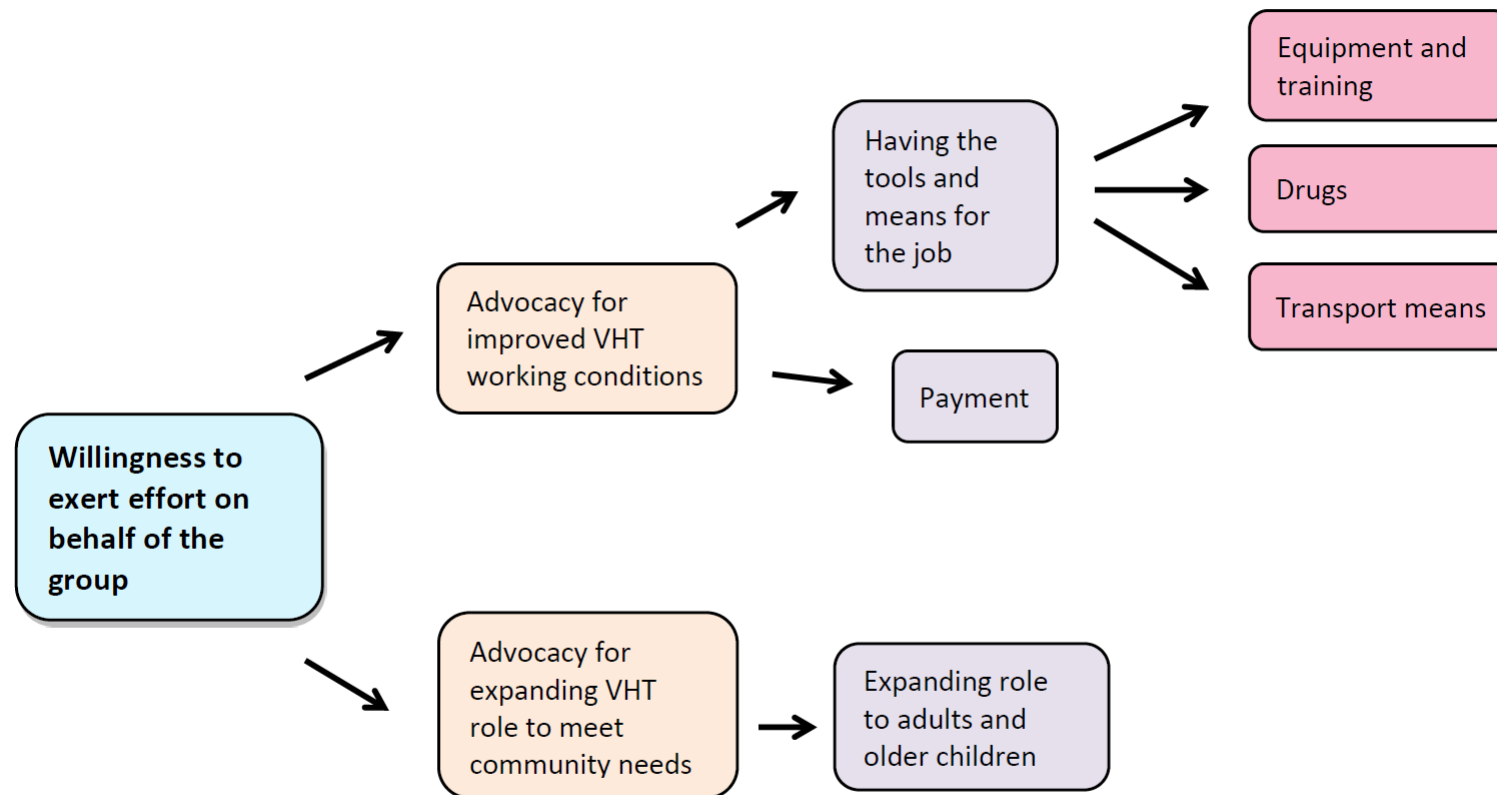 Willingness to
exert effort on
behalf of the
group
Advocacy for
improved VHT
working conditions
Having the
tools and
means for
the job
Equipment and
training
Drugs
Transport means
Payment
Advocacy for
expanding VHT
role to meet
community needs
Expanding role
to adults and
older children